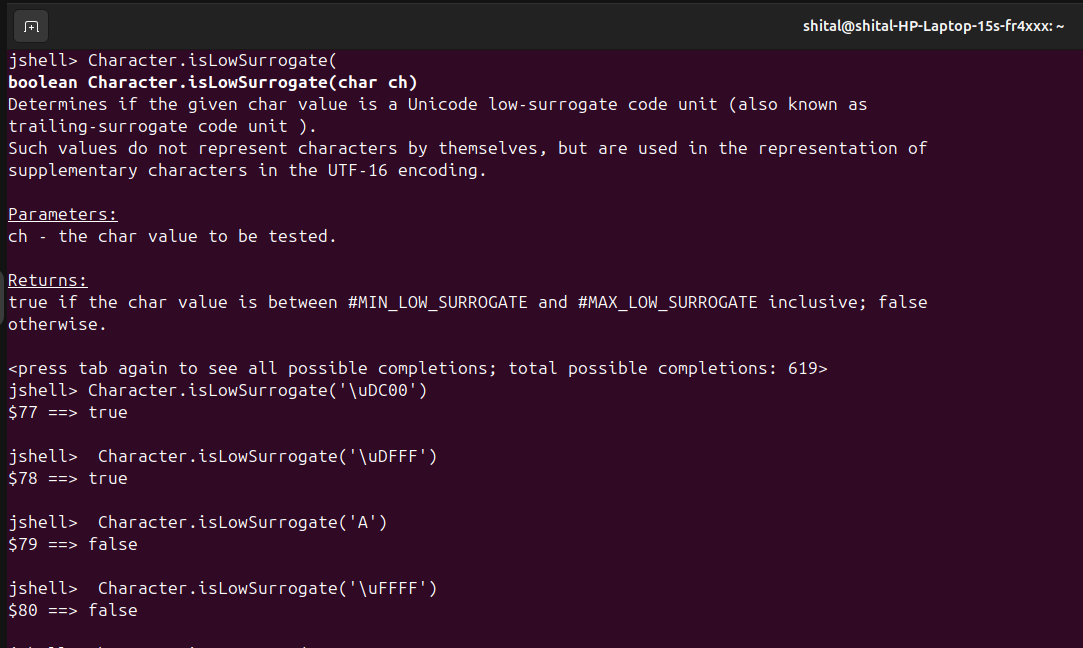 shital@shital-HP-Laptop-15s-fr4xxx: ~
jshell> Character.isLowSurrogate(
boolean Character.isLowSurrogate(char ch)
Determines if the given char value is a Unicode low-surrogate code unit (also known as
trailing-surrogate code unit ).
Such values do not represent characters by themselves, but are used in the representation of
supplementary characters in the UTF-16 encoding.

Parameters:
ch - the char value to be tested.

Returns:
true if the char value is between #MIN_LOW_SURROGATE and #MAX_LOW_SURROGATE inclusive; false
otherwise.

<press tab again to see all possible completions; total possible completions: 619>
jshell> Character.isLowSurrogate('\uDC00')
$77 ==> true

jshell>  Character.isLowSurrogate('\uDFFF')
$78 ==> true

jshell>  Character.isLowSurrogate('A')
$79 ==> false

jshell>  Character.isLowSurrogate('\uFFFF')
$80 ==> false